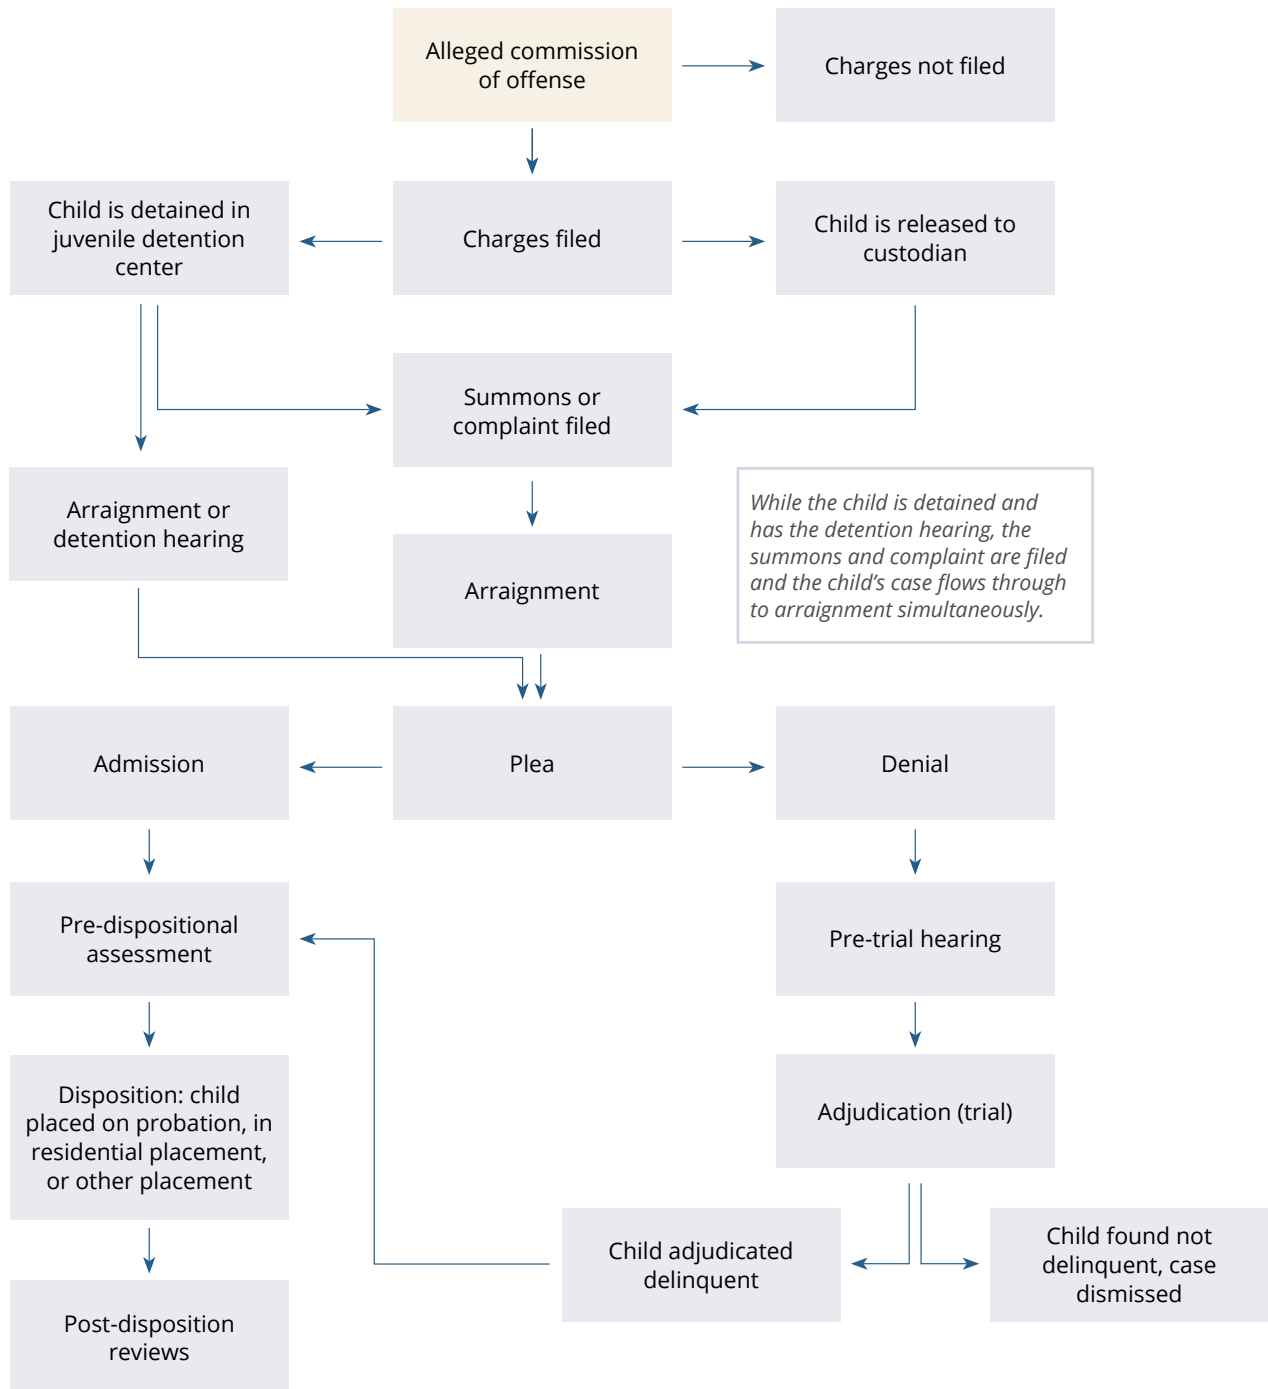 Alleged commission
of offense
Charges not filed
Child is detained in
juvenile detention
center
Charges filed
Child is released to
custodian
Summons or
complaint filed
Arraignment or
detention hearing
Arraignment
While the child is detained and
has the detention hearing, the
summons and complaint are filed
and the child’s case flows through
to arraignment simultaneously.
Admission
Plea
Denial
Pre-dispositional
assessment
Pre-trial hearing
Disposition: child
placed on probation, in
residential placement,
or other placement
Adjudication (trial)
Child adjudicated
delinquent
Child found not
delinquent, case
dismissed
Post-disposition
reviews